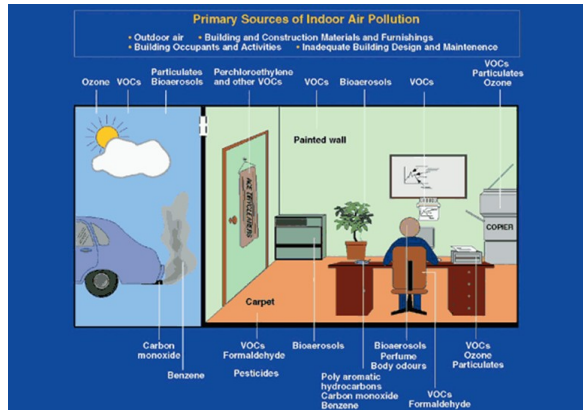 Primary Sources of Indoor Air Pollution
• Outdoor air • Building and Construction Materials and Furnishings
• Building Occupants and Activities • Inadequate Building Design and Maintenence
Ozone
VOCs
Particulates
Bioaerosols
Perchloroethylene
and other VOCs
VOCs
Bioaerosols
VOCs
VOCs
Particulates
Ozone
Painted wall
COPIER
Carpet
Carbon
monoxide
Benzene
VOCs
Formaldehyde
Pesticides
Bioaerosols
Poly aromatic
hydrocarbons
Carbon monoxide
Benzene
Bioaerosols
Perfume
Body odours
VOCs
Formaldehyde
VOCs
Ozone
Particulates